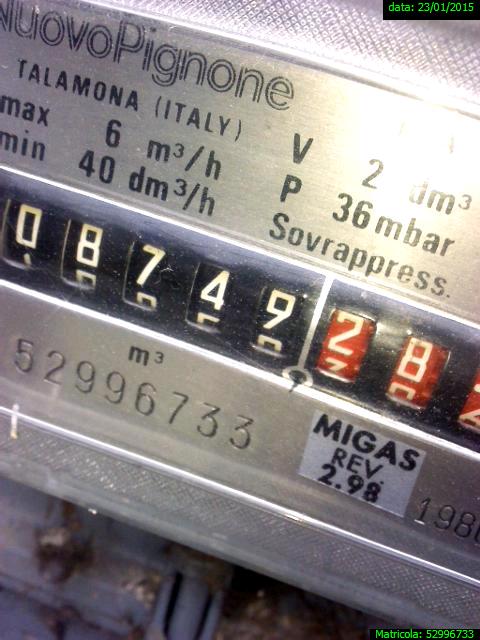 data: 23/01/2015
NuovoPignone
TALAMONA (ITALY)
max 6 m³/h V 2 dm³
min 40 dm³/h P 36 mbar
Sovrappress.
08749 28
m³
52996733
MIGAS
REV.
2.98
Matricola: 52996733